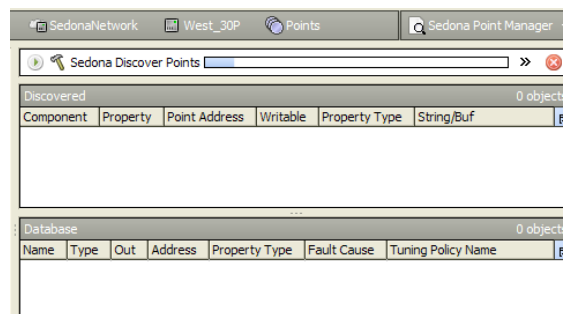 SedonaNetwork West_30P Points Sedona Point Manager
Sedona Discover Points »
Discovered 0 objects
Component Property Point Address Writable Property Type String/Buf
Database 0 objects
Name Type Out Address Property Type Fault Cause Tuning Policy Name